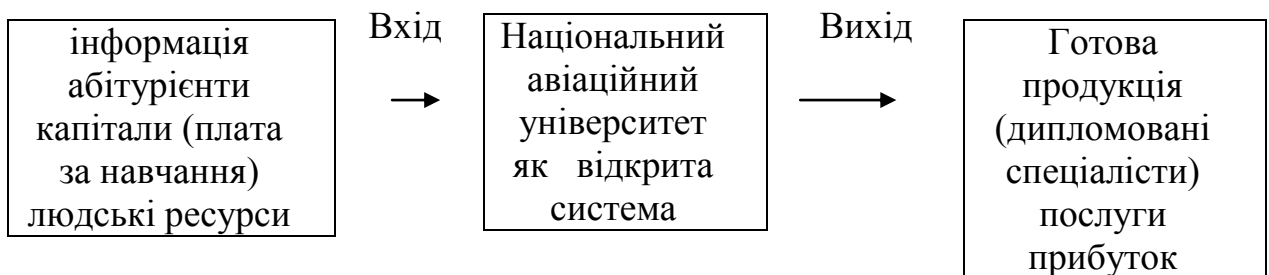 інформація
абітурієнти
капітали (плата
за навчання)
людські ресурси
Вхід
Національний
авіаційний
університет
як відкрита
система
Вихід
Готова
продукція
(дипломовані
спеціалісти)
послуги
прибуток